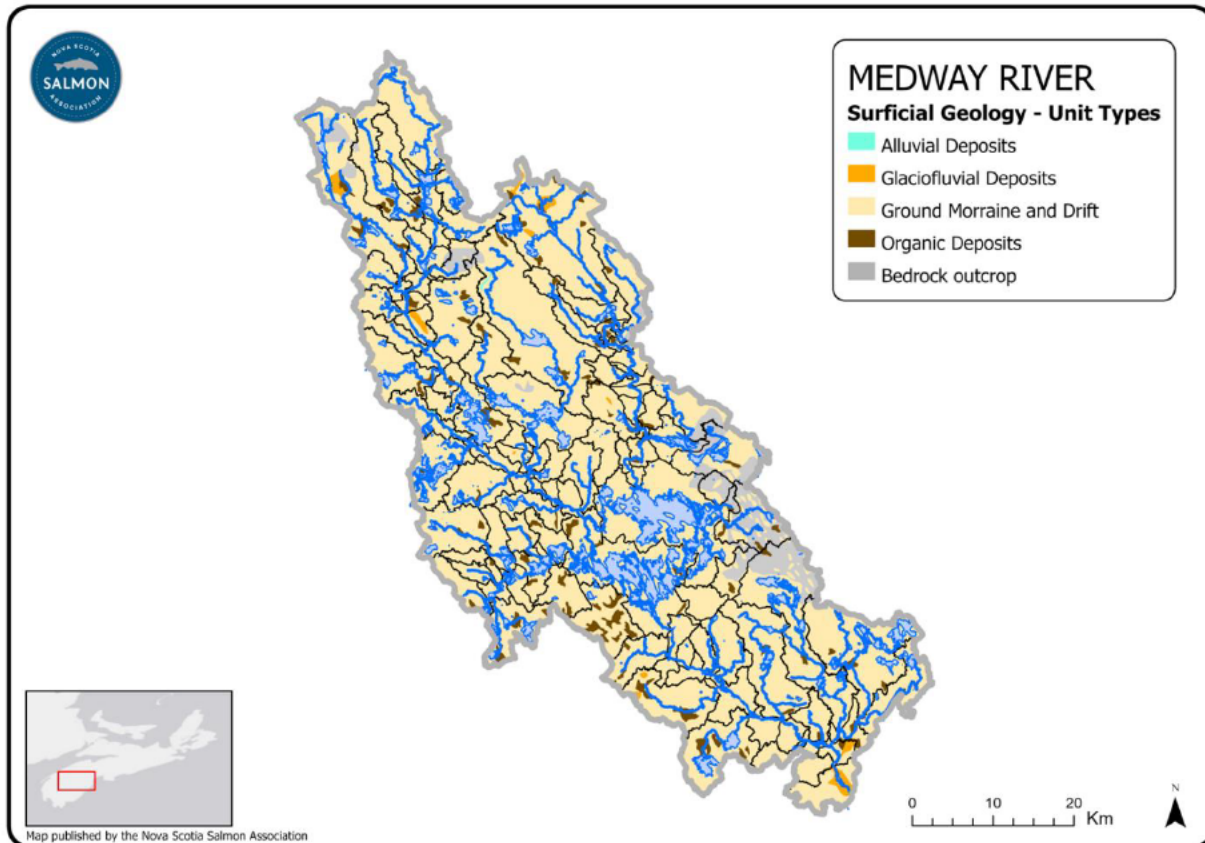 NOVA SCOTIA
SALMON
ASSOCIATION
MEDWAY RIVER
Surficial Geology - Unit Types
Alluvial Deposits
Glaciofluvial Deposits
Ground Morraine and Drift
Organic Deposits
Bedrock outcrop
0 10 20
Km
N
Map published by the Nova Scotia Salmon Association